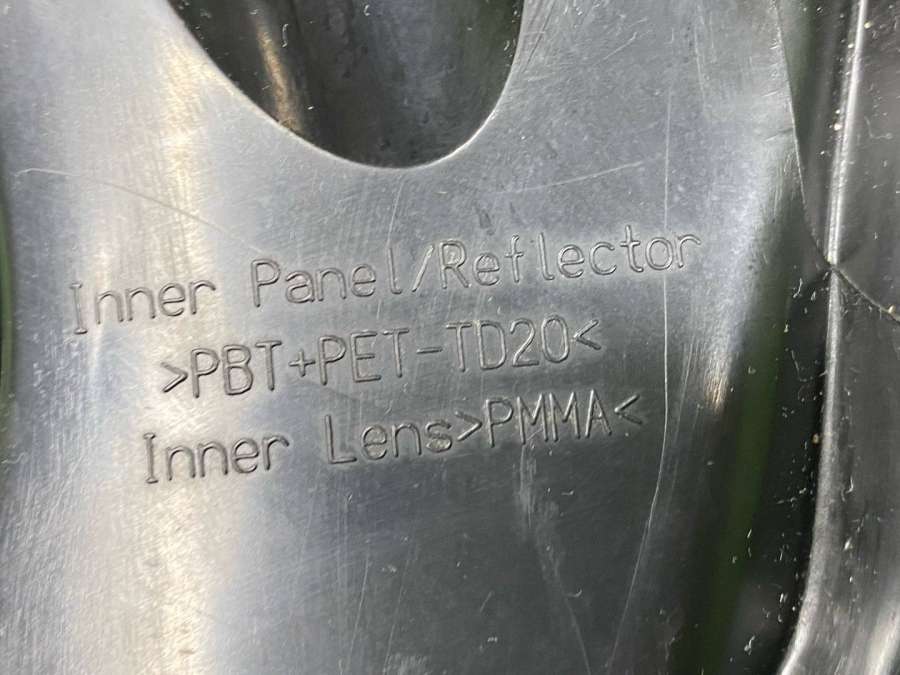 Inner Panel/Reflector
>PBT+PET-TD20<
Inner Lens>PMMA<